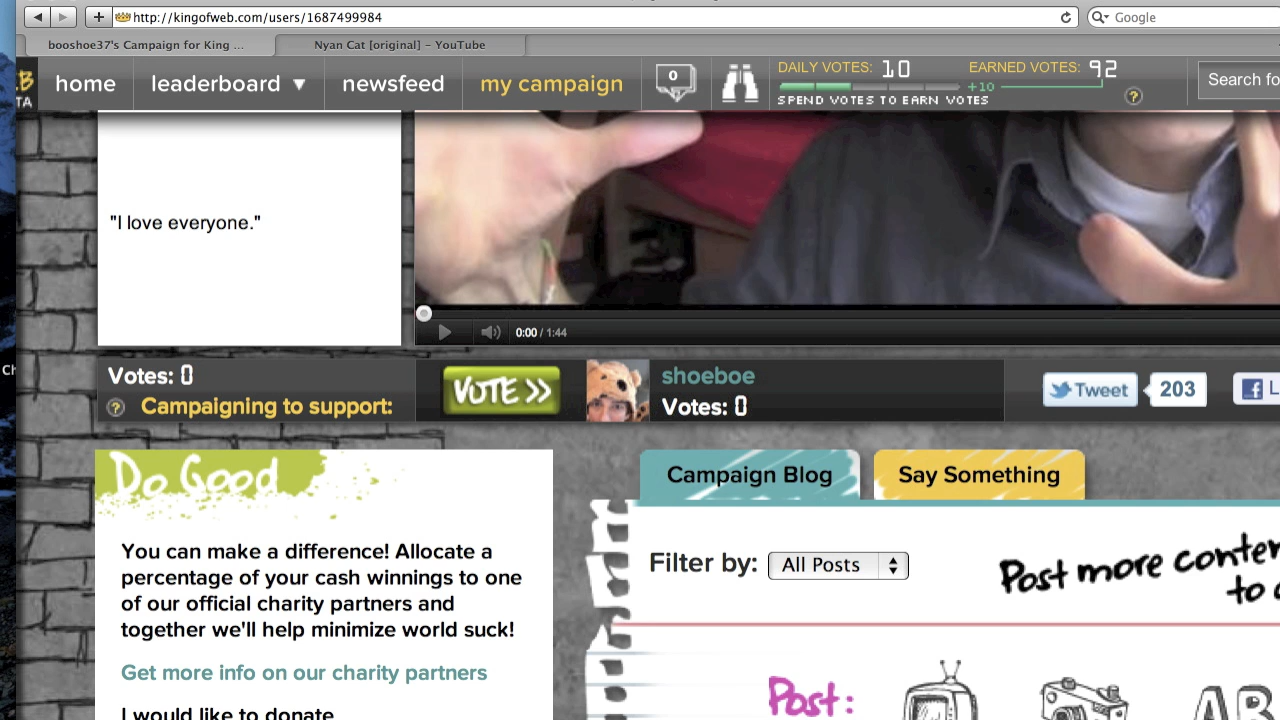 http://kingofweb.com/users/1687499984
Google
booshoe37's Campaign for King ...
Nyan Cat [original] – YouTube
home
leaderboard ▼
newsfeed
my campaign
0
DAILY VOTES: 10
EARNED VOTES: 92
+10
SPEND VOTES TO EARN VOTES
?
Search fo
TA
"I love everyone."
0:00 / 1:44
Votes: 0
? Campaigning to support:
VOTE >>
shoeboe
Votes: 0
Tweet
203
L
Do Good
Campaign Blog
Say Something
You can make a difference! Allocate a
percentage of your cash winnings to one
of our official charity partners and
together we'll help minimize world suck!
Get more info on our charity partners
I would like to donate
Filter by:
All Posts
Post more conten
to
Post:
AB